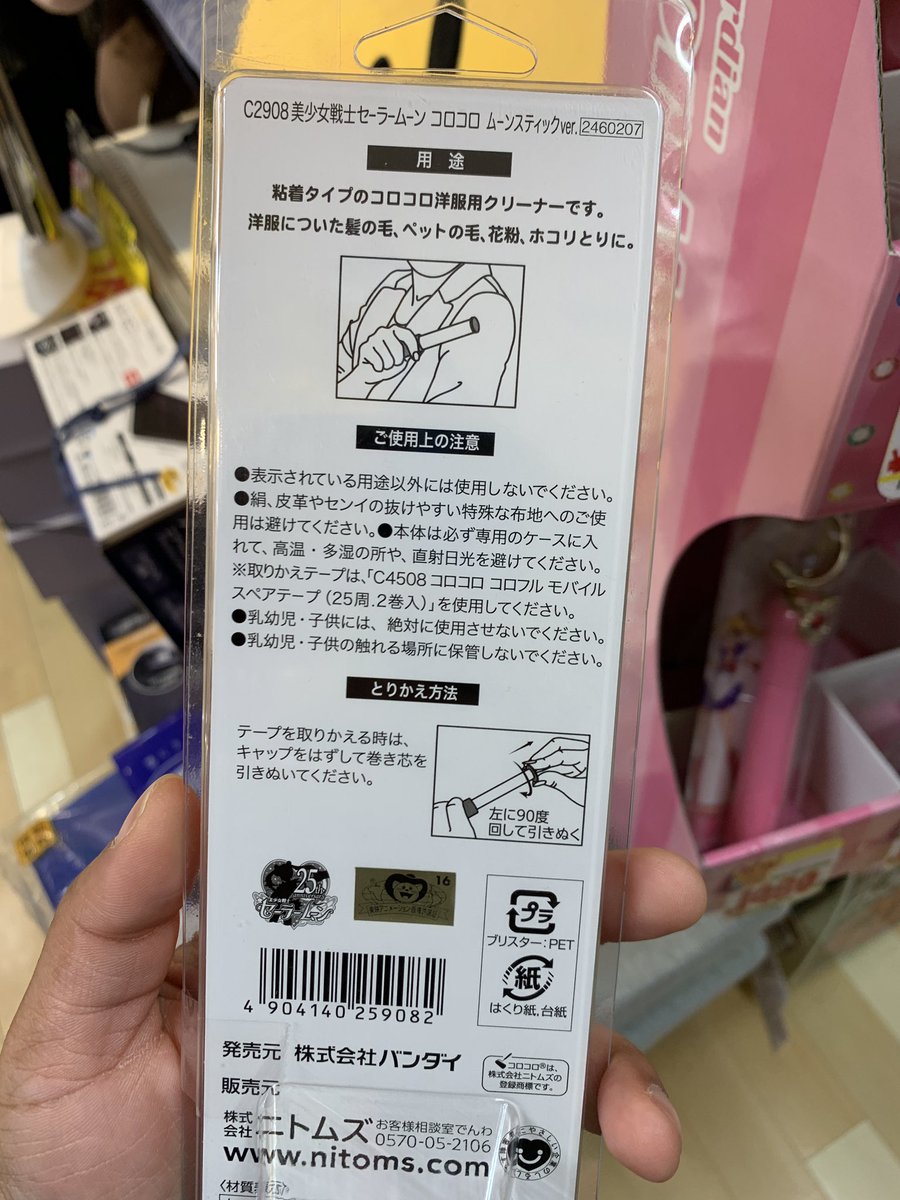 C2908 美少女戦士セーラームーン コロコロ ムーンスティックver. 2460207
用途
粘着タイプのコロコロ洋服用クリーナーです。
洋服についた髪の毛、ペットの毛、花粉、ホコリとりに。
ご使用上の注意
●表示されている用途以外には使用しないでください。
●絹、皮革やセンイの抜けやすい特殊な布地へのご使
用は避けてください。●本体は必ず専用のケースに入
れて、高温・多湿の所や、直射日光を避けてください。
※取りかえテープは、「C4508 コロコロ コロフル モバイル
スペアテープ（25周.2巻入）」を使用してください。
●乳幼児・子供には、絶対に使用させないでください。
●乳幼児・子供の触れる場所に保管しないでください。
とりかえ方法
テープを取りかえる時は、
キャップをはずして巻き芯を
引きぬいてください。
左に90度
回して引きぬく
25th
セーラームーン
16
プラ
ブリスター：PET
紙
はくり紙,台紙
4 904140 259082
発売元 株式会社バンダイ
コロコロ®は、
株式会社ニトムズの
登録商標です。
販売元
株式会社ニトムズ お客様相談室でんわ
0570-05-2106
www.nitoms.com
rdian